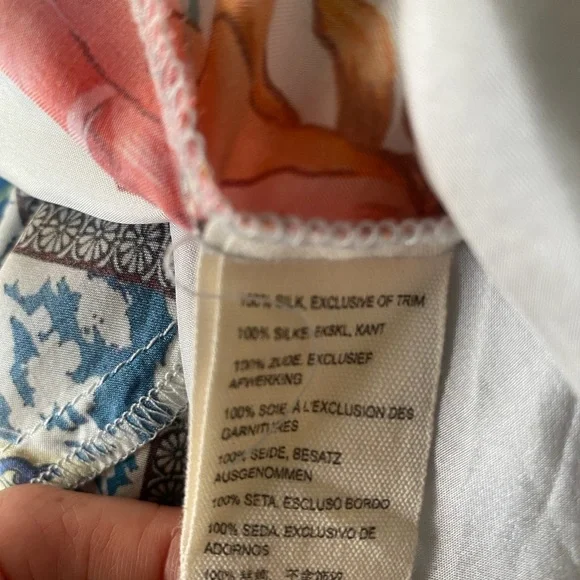 100% SILK, EXCLUSIVE OF TRIM
100% SILKE, EKSKL, KANT
100% ZIJDE, EXCLUSIEF
AFWERKING
100% SOIE À L'EXCLUSION DES
GARNITURES
100% SEIDE, BESATZ
AUSGENOMMEN
100% SETA, ESCLUSO BORDO
100% SEDA, EXCLUSIVO DE
ADORNOS
100%